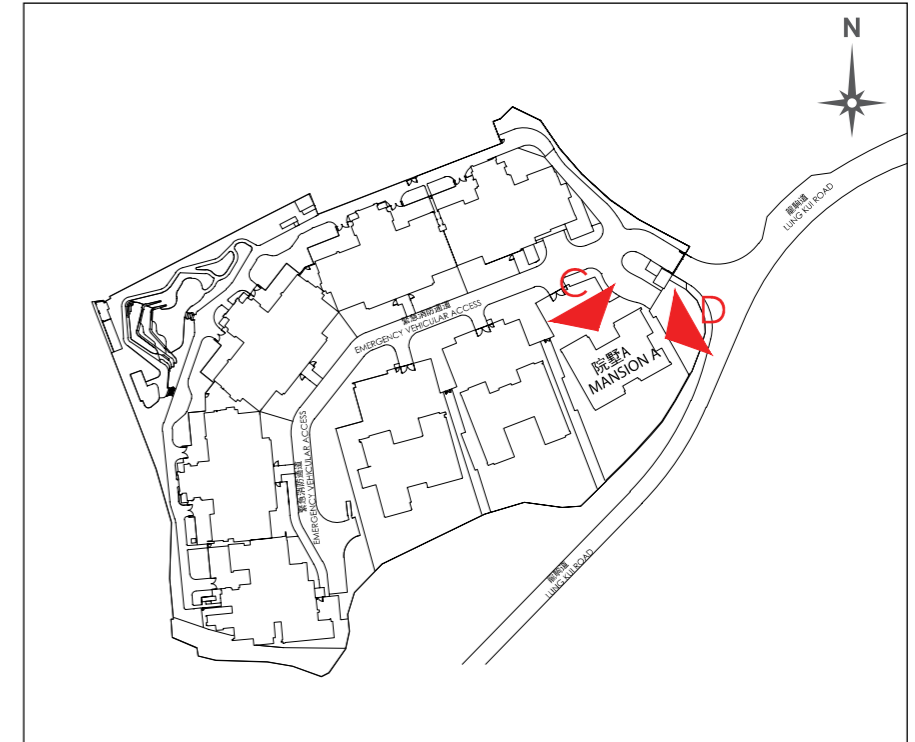 N
龍駒道
LUNG KUI ROAD
C
D
緊急消防通道
EMERGENCY VEHICULAR ACCESS
院墅A
MANSION A
緊急消防通道
EMERGENCY VEHICULAR ACCESS
龍駒道
LUNG KUI ROAD